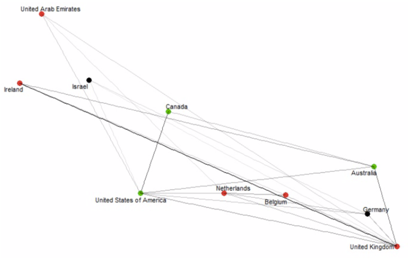 United Arab Emirates
Israel
Ireland
Canada
Australia
Netherlands
United States of America
Belgium
Germany
United Kingdom